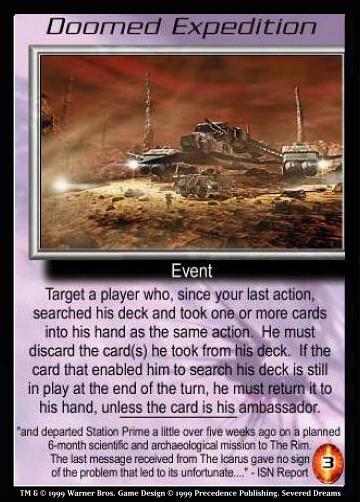 Doomed Expedition
Event
Target a player who, since your last action,
searched his deck and took one or more cards
into his hand as the same action. He must
discard the card(s) he took from his deck. If the
card that enabled him to search his deck is still
in play at the end of the turn, he must return it to
his hand, unless the card is his ambassador.
"and departed Station Prime a little over five weeks ago on a planned
6-month scientific and archaeological mission to The Rim.
The last message received from The Icarus gave no sign
of the problem that led to its unfortunate...." - ISN Report
3
TM & © 1999 Warner Bros. Game Design © 1999 Precedence Publishing. Severed Dreams